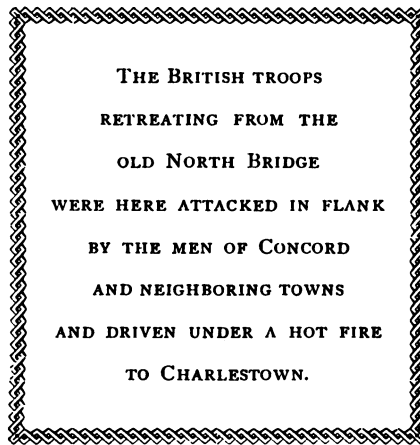 THE BRITISH TROOPS
RETREATING FROM THE
OLD NORTH BRIDGE
WERE HERE ATTACKED IN FLANK
BY THE MEN OF CONCORD
AND NEIGHBORING TOWNS
AND DRIVEN UNDER A HOT FIRE
TO CHARLESTOWN.